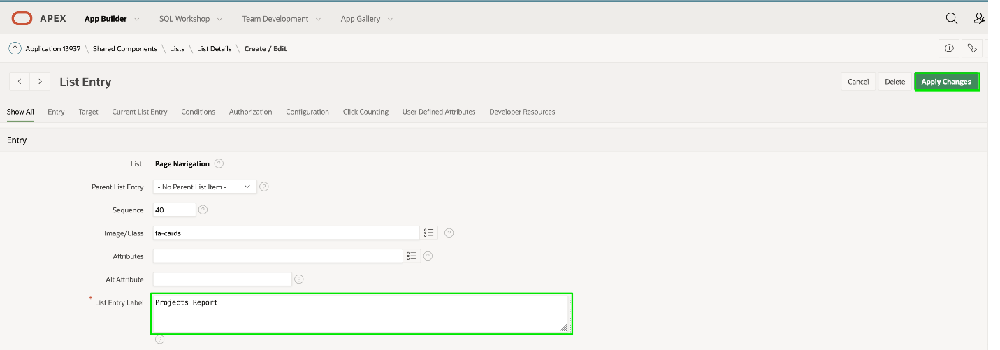 APEX App Builder SQL Workshop Team Development App Gallery
Application 13937 \ Shared Components \ Lists \ List Details \ Create / Edit
List Entry Cancel Delete Apply Changes
Show All Entry Target Current List Entry Conditions Authorization Configuration Click Counting User Defined Attributes Developer Resources
Entry
List: Page Navigation ?
Parent List Entry - No Parent List Item - ?
Sequence 40 ?
Image/Class fa-cards ?
Attributes ?
Alt Attribute ?
* List Entry Label Projects Report
?